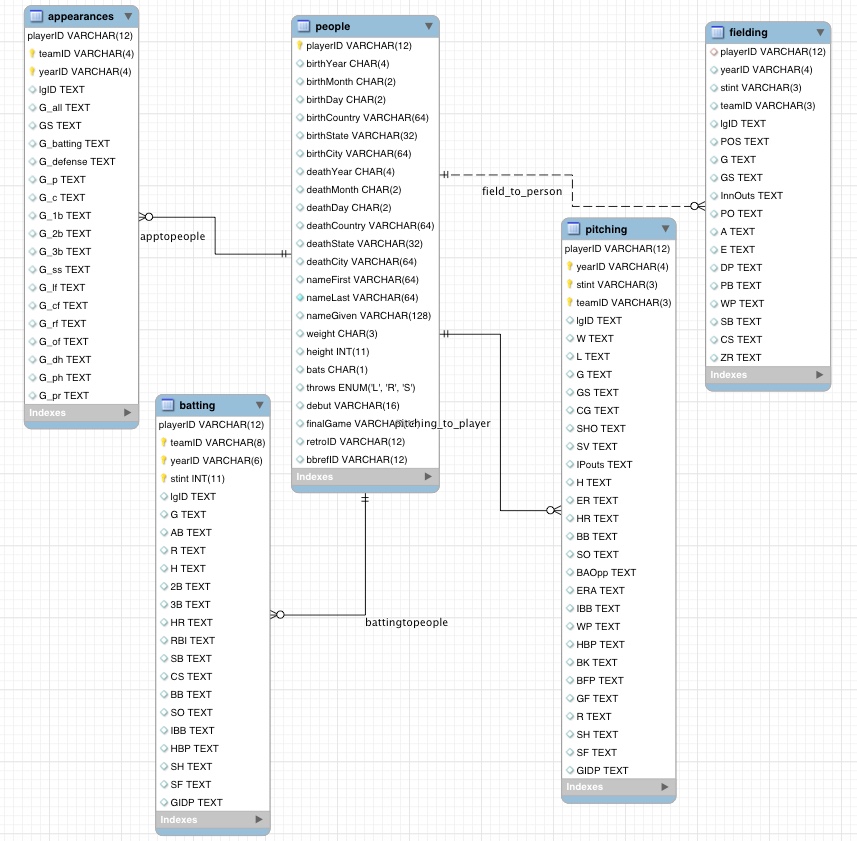 appearances
playerID VARCHAR(12)
teamID VARCHAR(4)
yearID VARCHAR(4)
lgID TEXT
G_all TEXT
GS TEXT
G_batting TEXT
G_defense TEXT
G_p TEXT
G_c TEXT
G_1b TEXT
G_2b TEXT
G_3b TEXT
G_ss TEXT
G_lf TEXT
G_cf TEXT
G_rf TEXT
G_of TEXT
G_dh TEXT
G_ph TEXT
G_pr TEXT
Indexes
apptopeople
batting
playerID VARCHAR(12)
teamID VARCHAR(8)
yearID VARCHAR(6)
stint INT(11)
lgID TEXT
G TEXT
AB TEXT
R TEXT
H TEXT
2B TEXT
3B TEXT
HR TEXT
RBI TEXT
SB TEXT
CS TEXT
BB TEXT
SO TEXT
IBB TEXT
HBP TEXT
SH TEXT
SF TEXT
GIDP TEXT
Indexes
battingtopeople
people
playerID VARCHAR(12)
birthYear CHAR(4)
birthMonth CHAR(2)
birthDay CHAR(2)
birthCountry VARCHAR(64)
birthState VARCHAR(32)
birthCity VARCHAR(64)
deathYear CHAR(4)
deathMonth CHAR(2)
deathDay CHAR(2)
deathCountry VARCHAR(64)
deathState VARCHAR(32)
deathCity VARCHAR(64)
nameFirst VARCHAR(64)
nameLast VARCHAR(64)
nameGiven VARCHAR(128)
weight CHAR(3)
height INT(11)
bats CHAR(1)
throws ENUM('L', 'R', 'S')
debut VARCHAR(16)
finalGame
retroID VARCHAR(12)
bbrefID VARCHAR(12)
Indexes
field_to_person
pitching_to_player
pitching
playerID VARCHAR(12)
yearID VARCHAR(4)
stint VARCHAR(3)
teamID VARCHAR(3)
lgID TEXT
W TEXT
L TEXT
G TEXT
GS TEXT
CG TEXT
SHO TEXT
SV TEXT
IPouts TEXT
H TEXT
ER TEXT
HR TEXT
BB TEXT
SO TEXT
BAOpp TEXT
ERA TEXT
IBB TEXT
WP TEXT
HBP TEXT
BK TEXT
BFP TEXT
GF TEXT
R TEXT
SH TEXT
SF TEXT
GIDP TEXT
Indexes
fielding
playerID VARCHAR(12)
yearID VARCHAR(4)
stint VARCHAR(3)
teamID VARCHAR(3)
lgID TEXT
POS TEXT
G TEXT
GS TEXT
InnOuts TEXT
PO TEXT
A TEXT
E TEXT
DP TEXT
PB TEXT
WP TEXT
SB TEXT
CS TEXT
ZR TEXT
Indexes